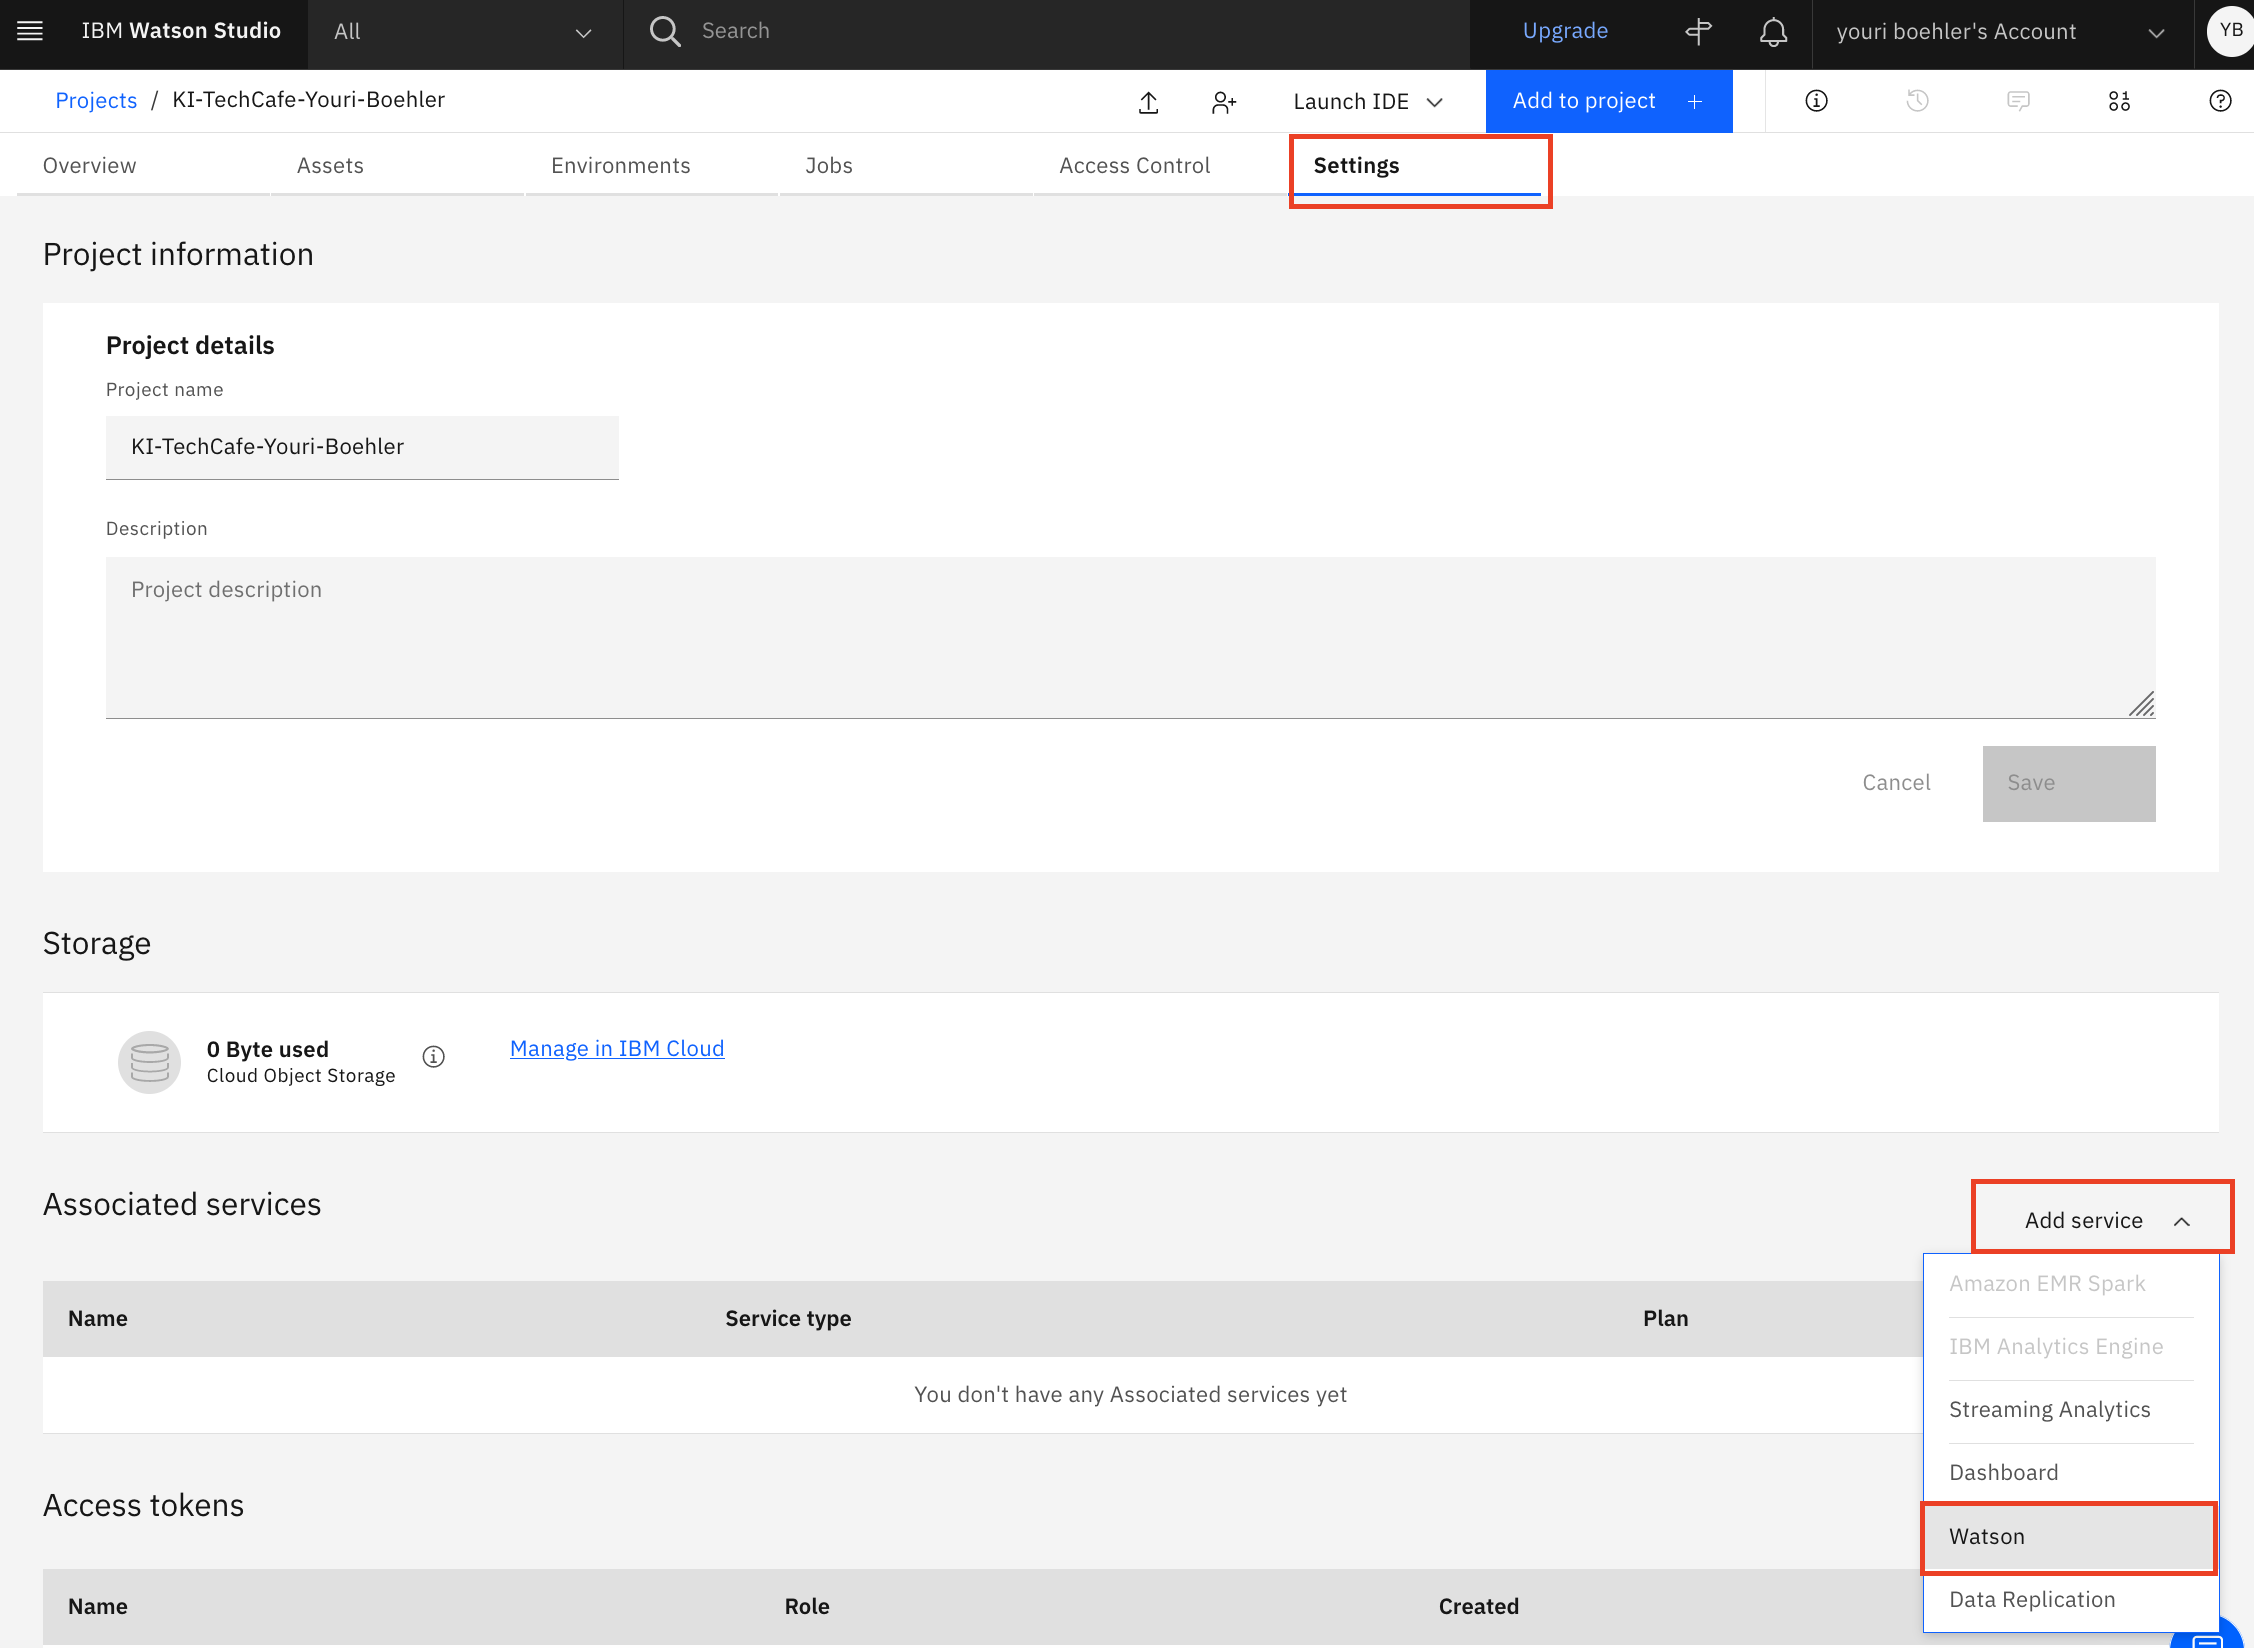 IBM Watson Studio
All
Search
Upgrade
youri boehler's Account
YB
Projects / KI-TechCafe-Youri-Boehler
Launch IDE
Add to project +
Overview
Assets
Environments
Jobs
Access Control
Settings
Project information
Project details
Project name
KI-TechCafe-Youri-Boehler
Description
Project description
Cancel
Save
Storage
0 Byte used
Cloud Object Storage
Manage in IBM Cloud
Associated services
Add service
Amazon EMR Spark
IBM Analytics Engine
Streaming Analytics
Dashboard
Watson
Data Replication
Name
Service type
Plan
You don't have any Associated services yet
Access tokens
Name
Role
Created